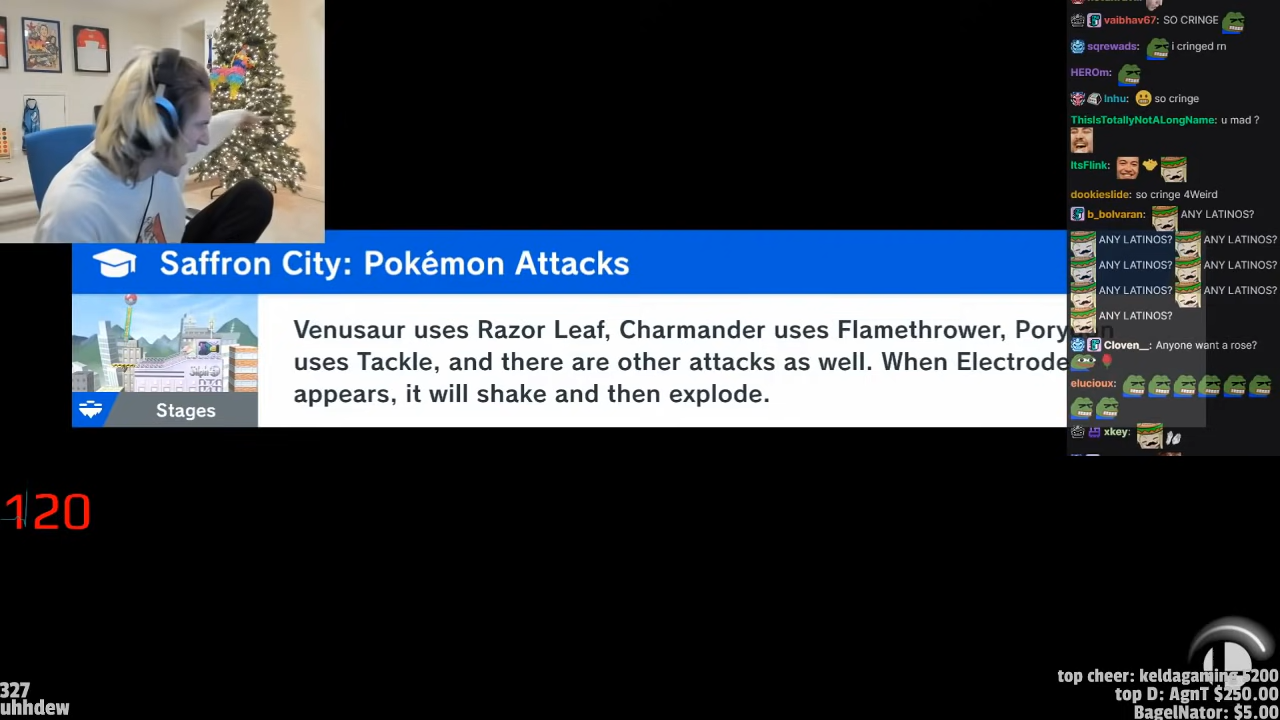 vaibhav67: SO CRINGE
sqrewads: i cringed rn
HEROm:
lnhu: so cringe
ThisIsTotallyNotALongName: u mad ?
ItsFlink:
dookieslide: so cringe 4Weird
b_bolvaran: ANY LATINOS?
ANY LATINOS? ANY LATINOS?
ANY LATINOS? ANY LATINOS?
ANY LATINOS? ANY LATINOS?
ANY LATINOS?
Cloven__: Anyone want a rose?
elucioux:
xkey:
Saffron City: Pokémon Attacks
Venusaur uses Razor Leaf, Charmander uses Flamethrower,
uses Tackle, and there are other attacks as well. When Electrode
appears, it will shake and then explode.
Stages
120
327
uhhdew
top cheer: keldagaming 5200
top D: AgnT $250.00
BagelNator: $5.00